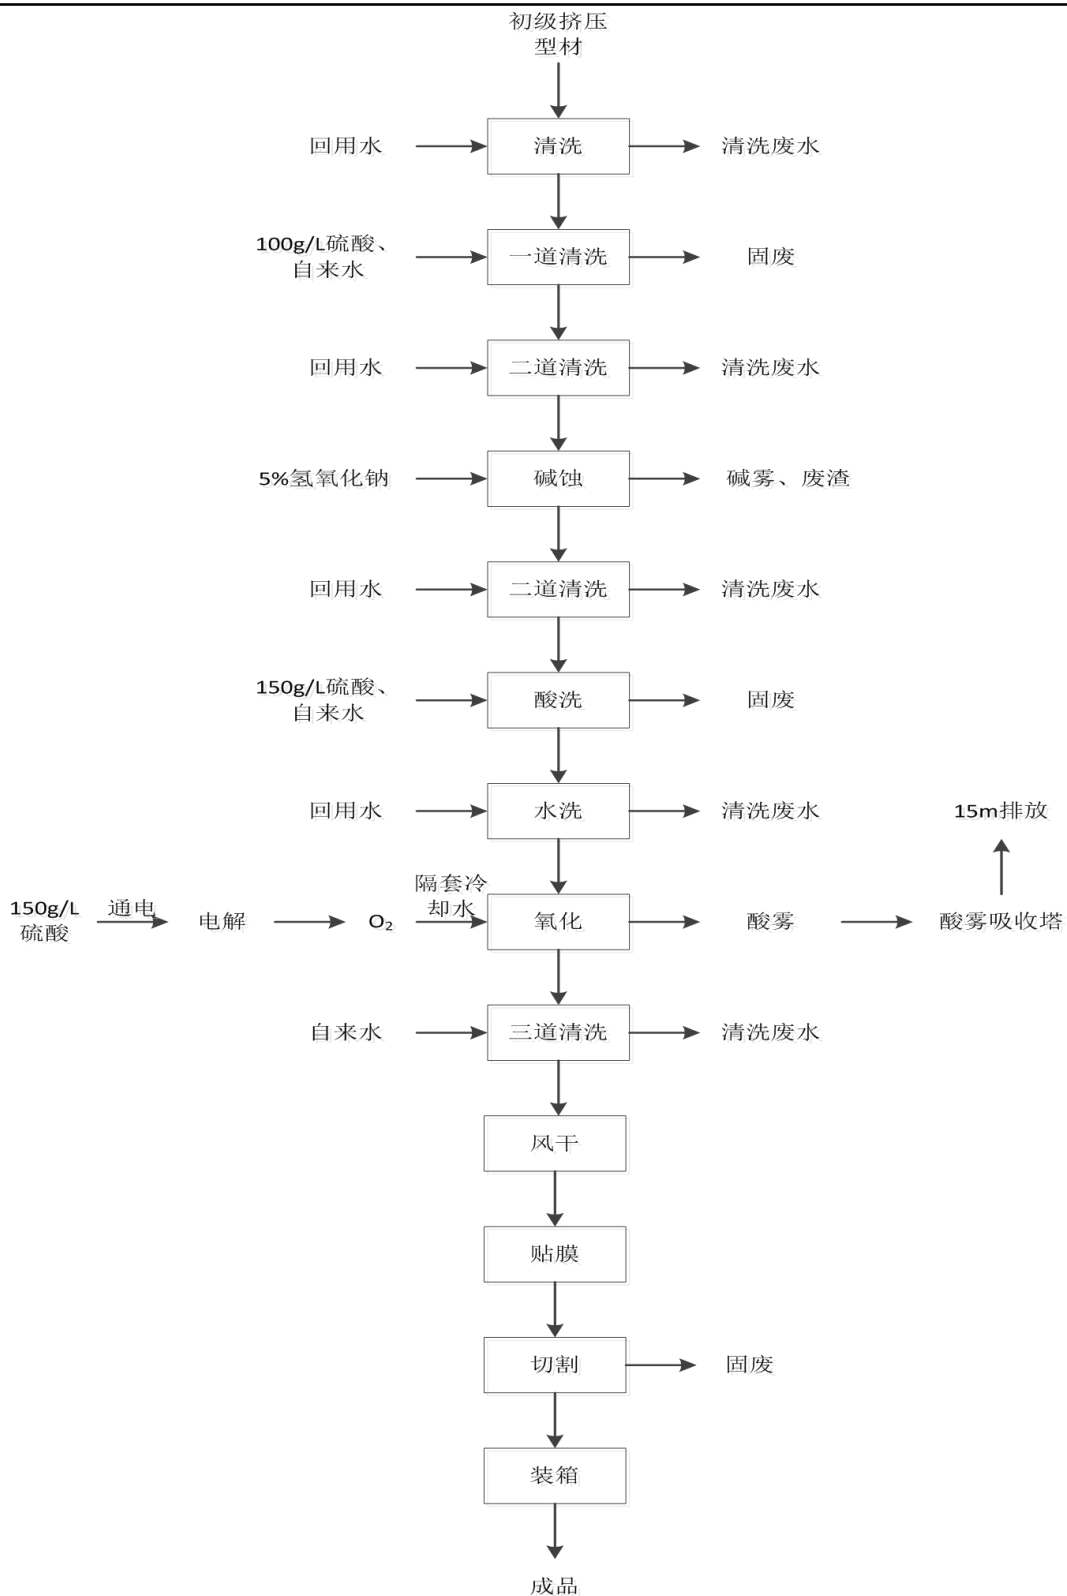 初级挤压
型材
回用水
清洗
清洗废水
100g/L硫酸、
自来水
一道清洗
固废
回用水
二道清洗
清洗废水
5%氢氧化钠
碱蚀
碱雾、废渣
回用水
二道清洗
清洗废水
150g/L硫酸、
自来水
酸洗
固废
回用水
水洗
清洗废水
15m排放
150g/L
硫酸
通电
电解
O₂
隔套冷
却水
氧化
酸雾
酸雾吸收塔
自来水
三道清洗
清洗废水
风干
贴膜
切割
固废
装箱
成品